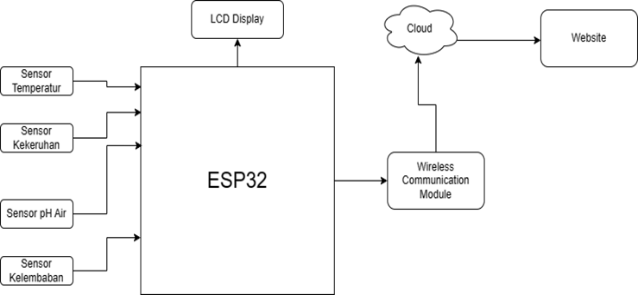 LCD Display
Cloud
Website
Sensor
Temperatur
Sensor
Kekeruhan
ESP32
Wireless
Communication
Module
Sensor pH Air
Sensor
Kelembaban